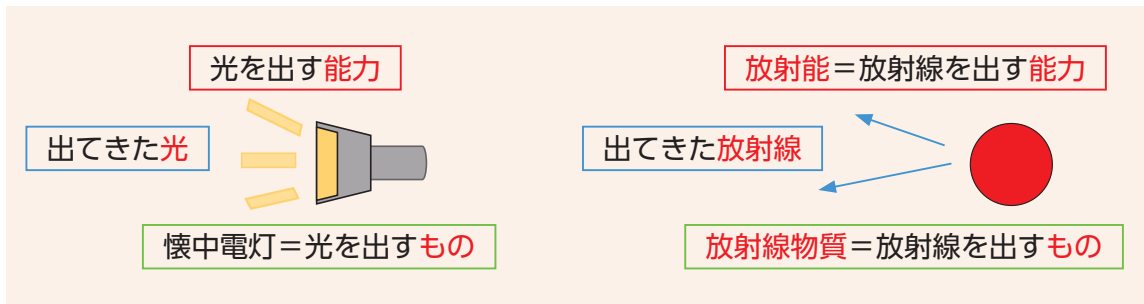 光を出す能力
出てきた光
懐中電灯＝光を出すもの
放射能＝放射線を出す能力
出てきた放射線
放射線物質＝放射線を出すもの